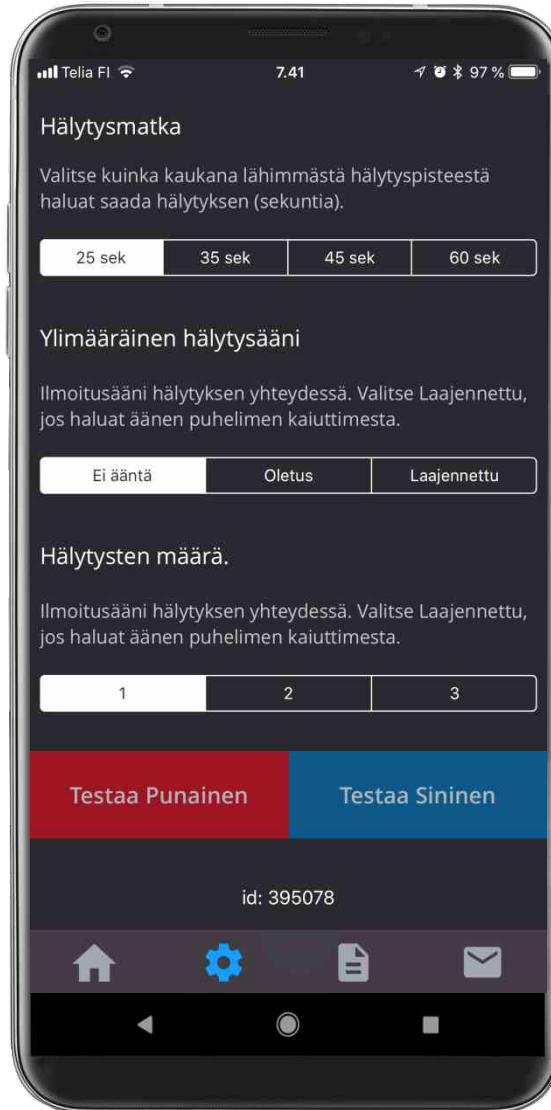 Telia FI 7.41 97 %
Hälytysmatka
Valitse kuinka kaukana lähimmästä hälytyspisteestä
haluat saada hälytyksen (sekuntia).
25 sek 35 sek 45 sek 60 sek
Ylimääräinen hälytysääni
Ilmoitusääni hälytyksen yhteydessä. Valitse Laajennettu,
jos haluat äänen puhelimen kaiuttimesta.
Ei ääntä Oletus Laajennettu
Hälytysten määrä.
Ilmoitusääni hälytyksen yhteydessä. Valitse Laajennettu,
jos haluat äänen puhelimen kaiuttimesta.
1 2 3
Testaa Punainen Testaa Sininen
id: 395078